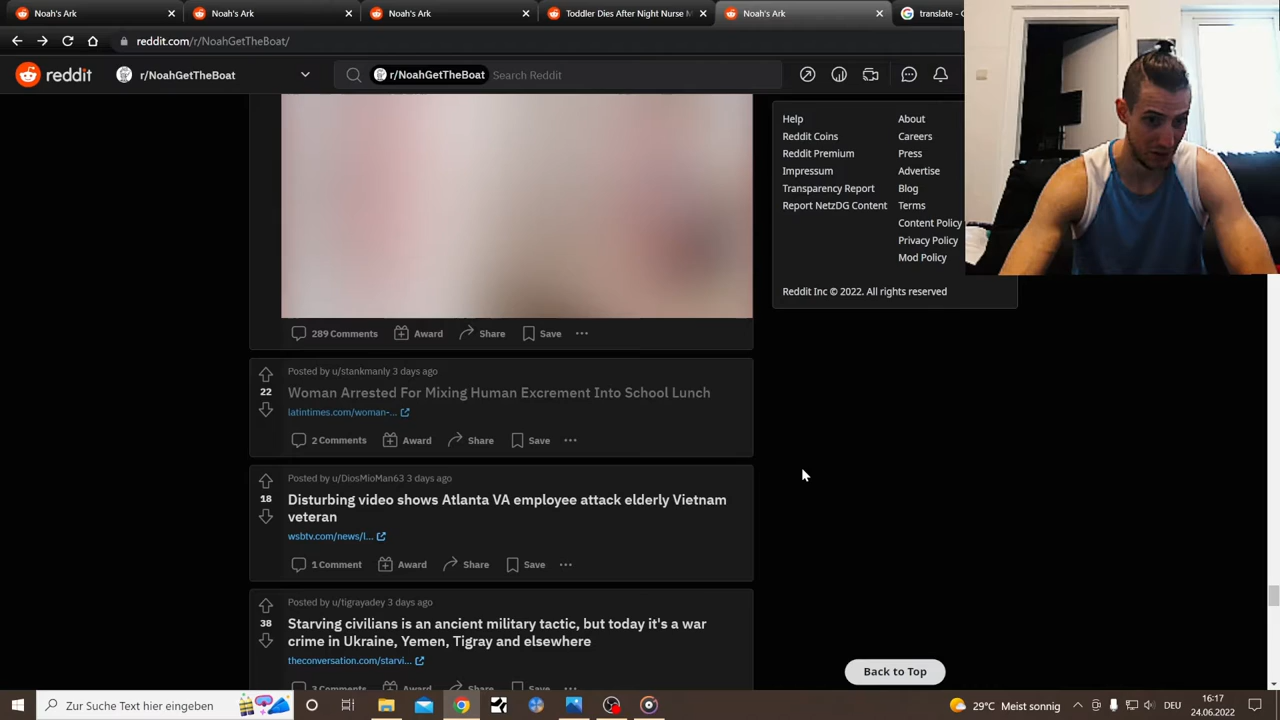 Noah's Ark
Noah's Ark
Noah's Ark
Toddler Dies After Night Nurse
Noah's Ark
translate -
reddit.com/r/NoahGetTheBoat/
reddit
r/NoahGetTheBoat
r/NoahGetTheBoat
Search Reddit
Help
About
Reddit Coins
Careers
Reddit Premium
Press
Impressum
Advertise
Transparency Report
Blog
Report NetzDG Content
Terms
Content Policy
Privacy Policy
Mod Policy
Reddit Inc © 2022. All rights reserved
289 Comments Award Share Save
Posted by u/stankmanly 3 days ago
22
Woman Arrested For Mixing Human Excrement Into School Lunch
latintimes.com/woman-...
2 Comments Award Share Save
Posted by u/DiosMioMan63 3 days ago
18
Disturbing video shows Atlanta VA employee attack elderly Vietnam
veteran
wsbtv.com/news/l...
1 Comment Award Share Save
Posted by u/tigrayadey 3 days ago
38
Starving civilians is an ancient military tactic, but today it's a war
crime in Ukraine, Yemen, Tigray and elsewhere
theconversation.com/starvi...
3 Comments Award Share Save
Back to Top
Zur Suche Text hier eingeben
29°C Meist sonnig
DEU
16:17
24.06.2022